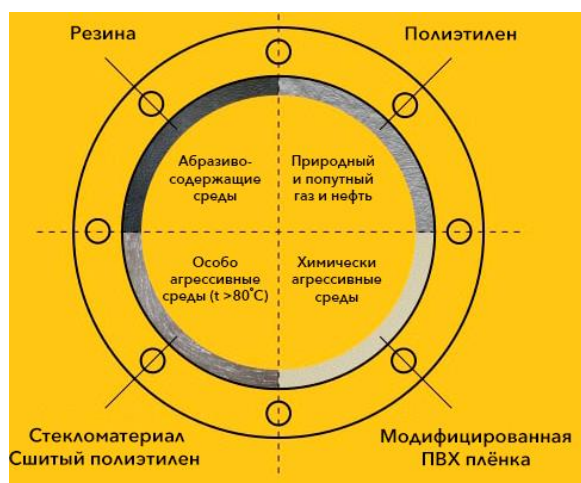 Резина
Полиэтилен
Абразиво-
содержащие
среды
Природный
и попутный
газ и нефть
Особо
агрессивные
среды (t >80°C)
Химически
агрессивные
среды
Стекломатериал
Сшитый полиэтилен
Модифицированная
ПВХ плёнка